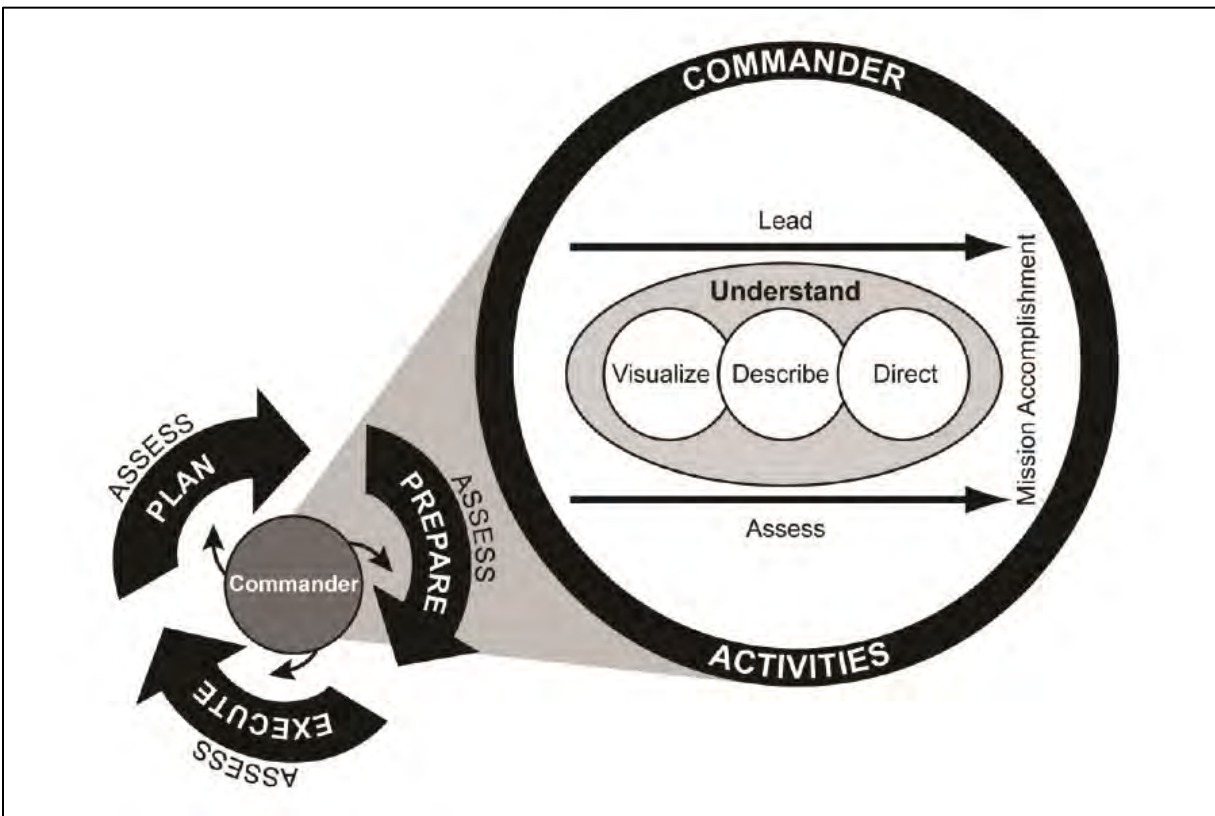 COMMANDER
Lead
Understand
Visualize Describe Direct
Assess
Mission Accomplishment
ACTIVITIES
ASSESS
PLAN
ASSESS
PREPARE
Commander
EXECUTE
ASSESS